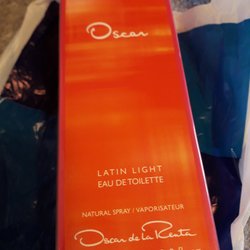 Oscar
LATIN LIGHT
EAU DE TOILETTE
NATURAL SPRAY / VAPORISATEUR
Oscar de la Renta